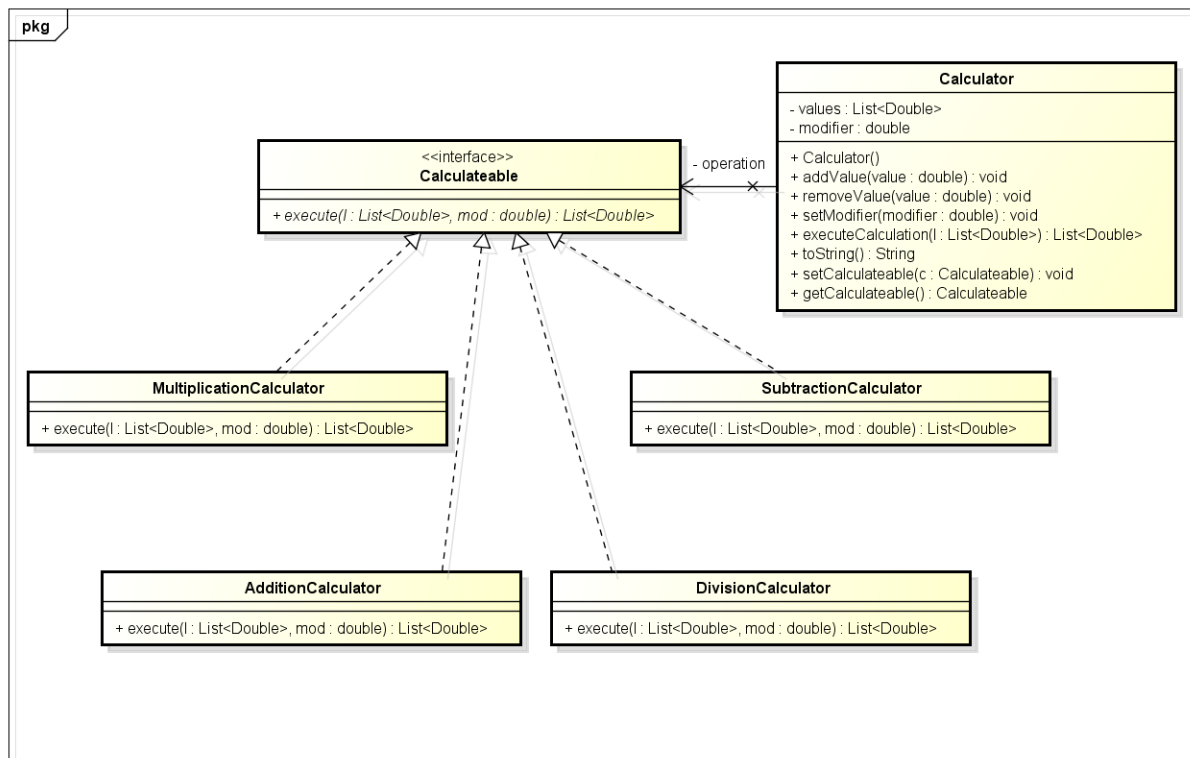 pkg
Calculator
- values : List<Double>
- modifier : double
+ Calculator()
+ addValue(value : double) : void
+ removeValue(value : double) : void
+ setModifier(modifier : double) : void
+ executeCalculation(l : List<Double>) : List<Double>
+ toString() : String
+ setCalculateable(c : Calculateable) : void
+ getCalculateable() : Calculateable
- operation
<<interface>>
Calculateable
+ execute(l : List<Double>, mod : double) : List<Double>
MultiplicationCalculator
+ execute(l : List<Double>, mod : double) : List<Double>
SubtractionCalculator
+ execute(l : List<Double>, mod : double) : List<Double>
AdditionCalculator
+ execute(l : List<Double>, mod : double) : List<Double>
DivisionCalculator
+ execute(l : List<Double>, mod : double) : List<Double>